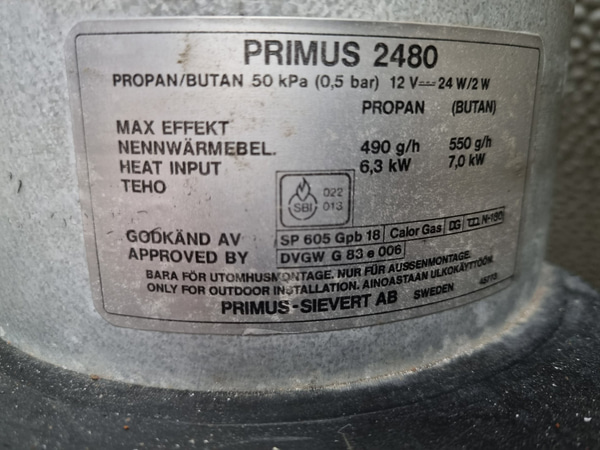 PRIMUS 2480
PROPAN/BUTAN 50 kPa (0,5 bar) 12 V⎓24 W/2 W
PROPAN (BUTAN)
MAX EFFEKT
NENNWÄRMEBEL. 490 g/h 550 g/h
HEAT INPUT 6,3 kW 7,0 kW
TEHO
SBI 022
013
GODKÄND AV SP 605 Gpb 18 Calor Gas DG N-180
APPROVED BY DVGW G 83 e 006
BARA FÖR UTOMHUSMONTAGE. NUR FÜR AUSSENMONTAGE.
ONLY FOR OUTDOOR INSTALLATION. AINOASTAAN ULKOKÄYTTÖÖN.
PRIMUS-SIEVERT AB SWEDEN